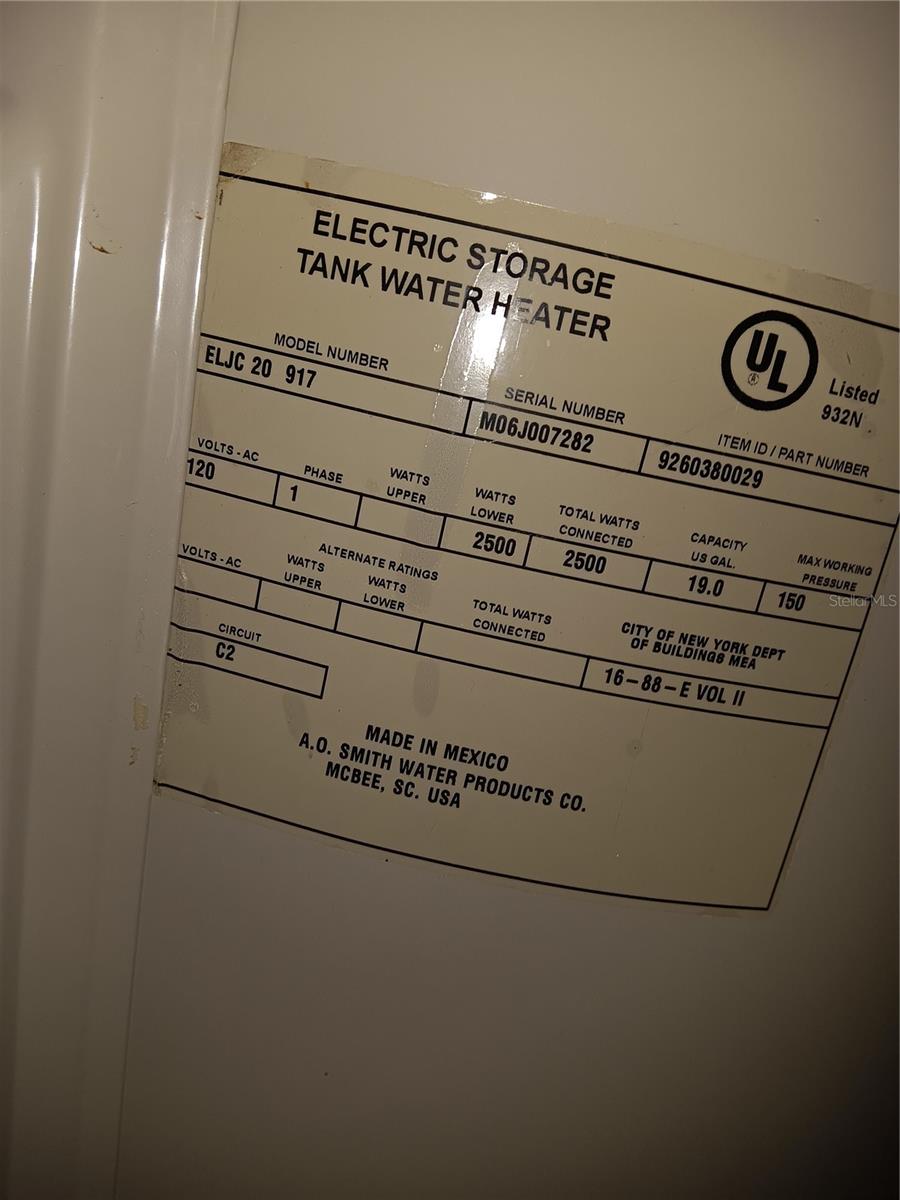 ELECTRIC STORAGE
TANK WATER HEATER
UL
R
Listed
932N
MODEL NUMBER
ELJC 20 917
SERIAL NUMBER
M06J007282
ITEM ID / PART NUMBER
9260380029
VOLTS - AC
120
PHASE
1
WATTS
UPPER
WATTS
LOWER
2500
TOTAL WATTS
CONNECTED
2500
CAPACITY
US GAL.
19.0
MAX WORKING
PRESSURE
150
StellarMLS
ALTERNATE RATINGS
VOLTS - AC
WATTS
UPPER
WATTS
LOWER
TOTAL WATTS
CONNECTED
CITY OF NEW YORK DEPT
OF BUILDINGS MEA
16-88-E VOL II
CIRCUIT
C2
MADE IN MEXICO
A.O. SMITH WATER PRODUCTS CO.
MCBEE, SC. USA